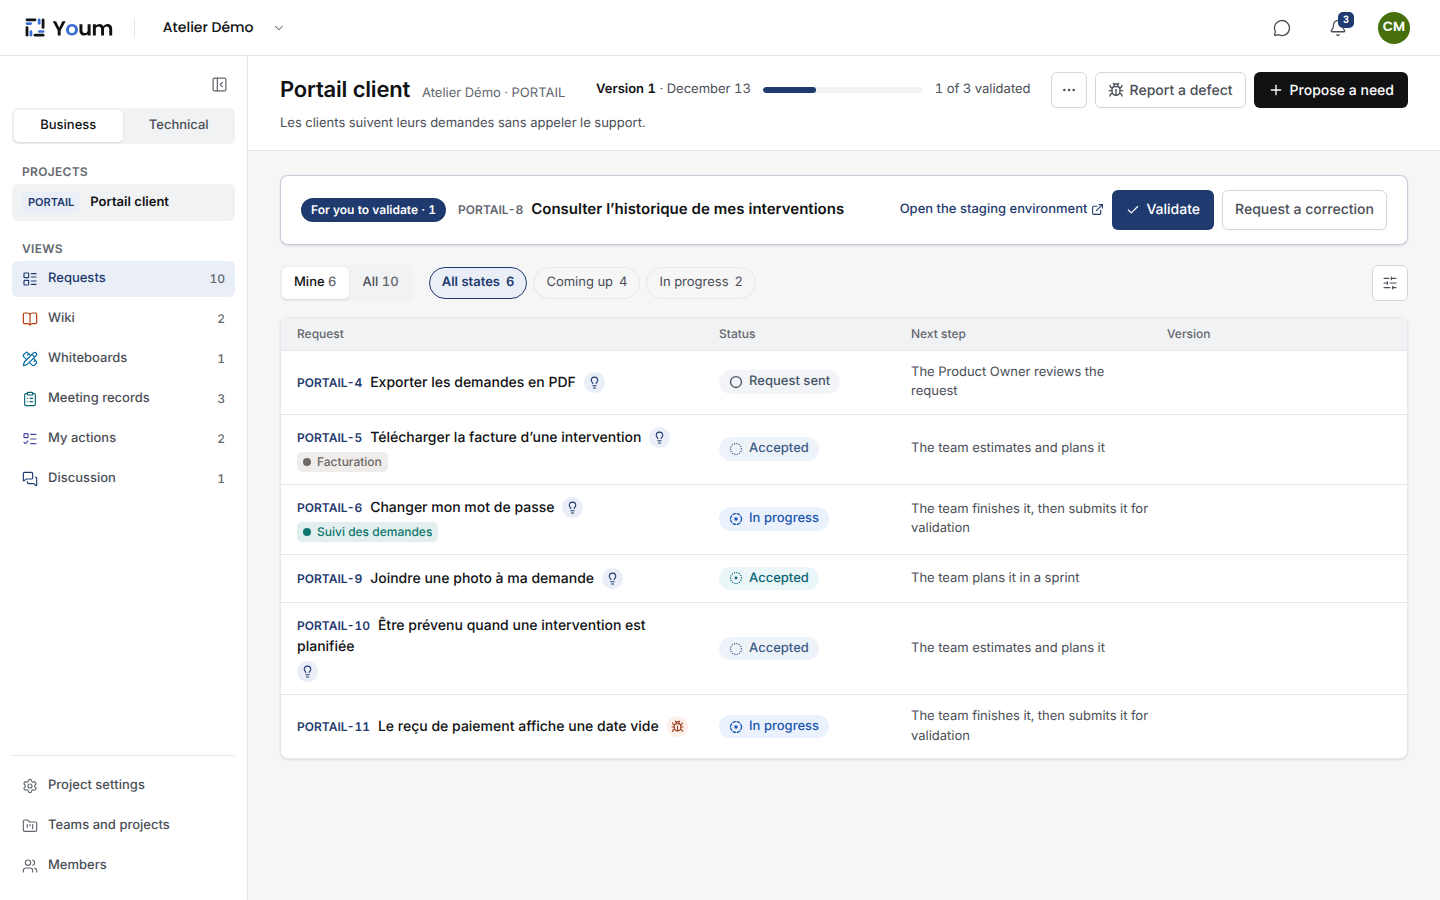 Youm
Atelier Démo
3
CM
Business
Technical
PROJECTS
PORTAIL Portail client
VIEWS
Requests 10
Wiki 2
Whiteboards 1
Meeting records 3
My actions 2
Discussion 1
Project settings
Teams and projects
Members
Portail client Atelier Démo · PORTAIL
Version 1 · December 13
1 of 3 validated
Report a defect
Propose a need
Les clients suivent leurs demandes sans appeler le support.
For you to validate · 1 PORTAIL-8 Consulter l’historique de mes interventions
Open the staging environment
Validate
Request a correction
Mine 6
All 10
All states 6
Coming up 4
In progress 2
Request Status Next step Version
PORTAIL-4 Exporter les demandes en PDF
Request sent
The Product Owner reviews the
request
PORTAIL-5 Télécharger la facture d’une intervention
Facturation
Accepted
The team estimates and plans it
PORTAIL-6 Changer mon mot de passe
Suivi des demandes
In progress
The team finishes it, then submits it for
validation
PORTAIL-9 Joindre une photo à ma demande
Accepted
The team plans it in a sprint
PORTAIL-10 Être prévenu quand une intervention est
planifiée
Accepted
The team estimates and plans it
PORTAIL-11 Le reçu de paiement affiche une date vide
In progress
The team finishes it, then submits it for
validation